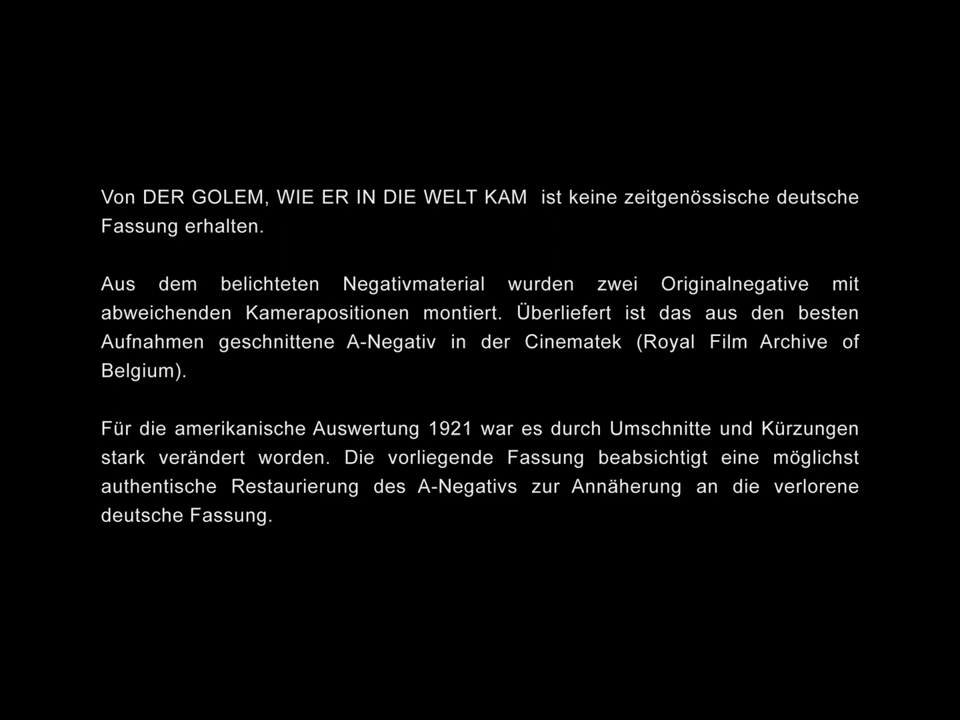 Von DER GOLEM, WIE ER IN DIE WELT KAM ist keine zeitgenössische deutsche
Fassung erhalten.
Aus dem belichteten Negativmaterial wurden zwei Originalnegative mit
abweichenden Kamerapositionen montiert. Überliefert ist das aus den besten
Aufnahmen geschnittene A-Negativ in der Cinematek (Royal Film Archive of
Belgium).
Für die amerikanische Auswertung 1921 war es durch Umschnitte und Kürzungen
stark verändert worden. Die vorliegende Fassung beabsichtigt eine möglichst
authentische Restaurierung des A-Negativs zur Annäherung an die verlorene
deutsche Fassung.